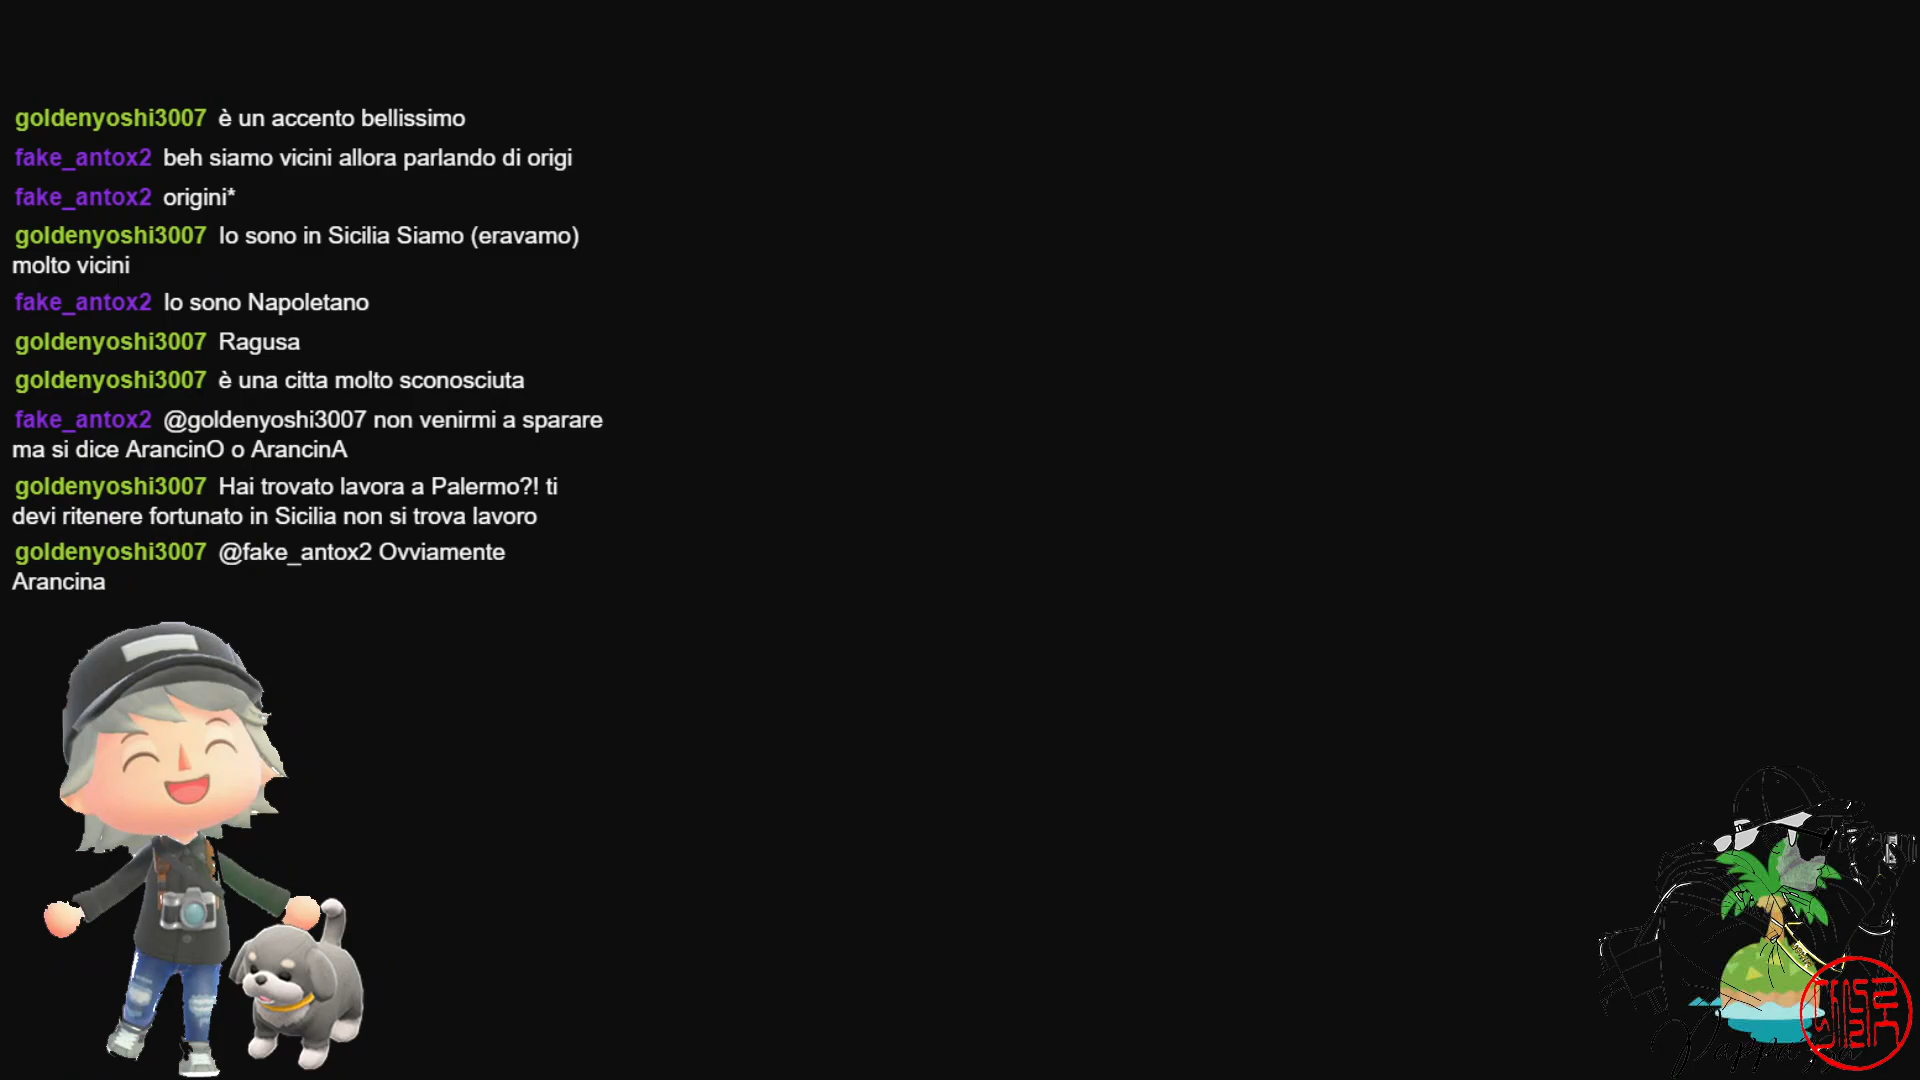 goldenyoshi3007 è un accento bellissimo
fake_antox2 beh siamo vicini allora parlando di origi
fake_antox2 origini*
goldenyoshi3007 Io sono in Sicilia Siamo (eravamo)
molto vicini
fake_antox2 Io sono Napoletano
goldenyoshi3007 Ragusa
goldenyoshi3007 è una citta molto sconosciuta
fake_antox2 @goldenyoshi3007 non venirmi a sparare
ma si dice ArancinO o ArancinA
goldenyoshi3007 Hai trovato lavora a Palermo?! ti
devi ritenere fortunato in Sicilia non si trova lavoro
goldenyoshi3007 @fake_antox2 Ovviamente
Arancina